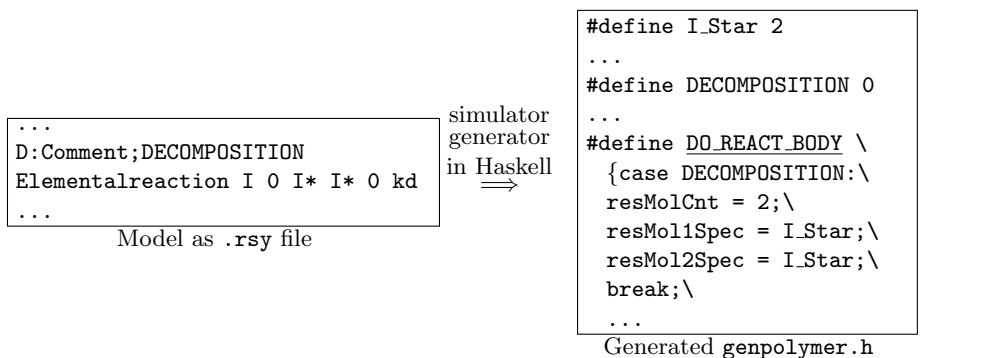 ...
D:Comment;DECOMPOSITION
Elementalreaction I 0 I* I* 0 kd
...
Model as .rsy file
simulator
generator
in Haskell
⟹
#define I_Star 2
...
#define DECOMPOSITION 0
...
#define DO_REACT_BODY \
{case DECOMPOSITION:\
resMolCnt = 2;\
resMol1Spec = I_Star;\
resMol2Spec = I_Star;\
break;\
...
Generated genpolymer.h